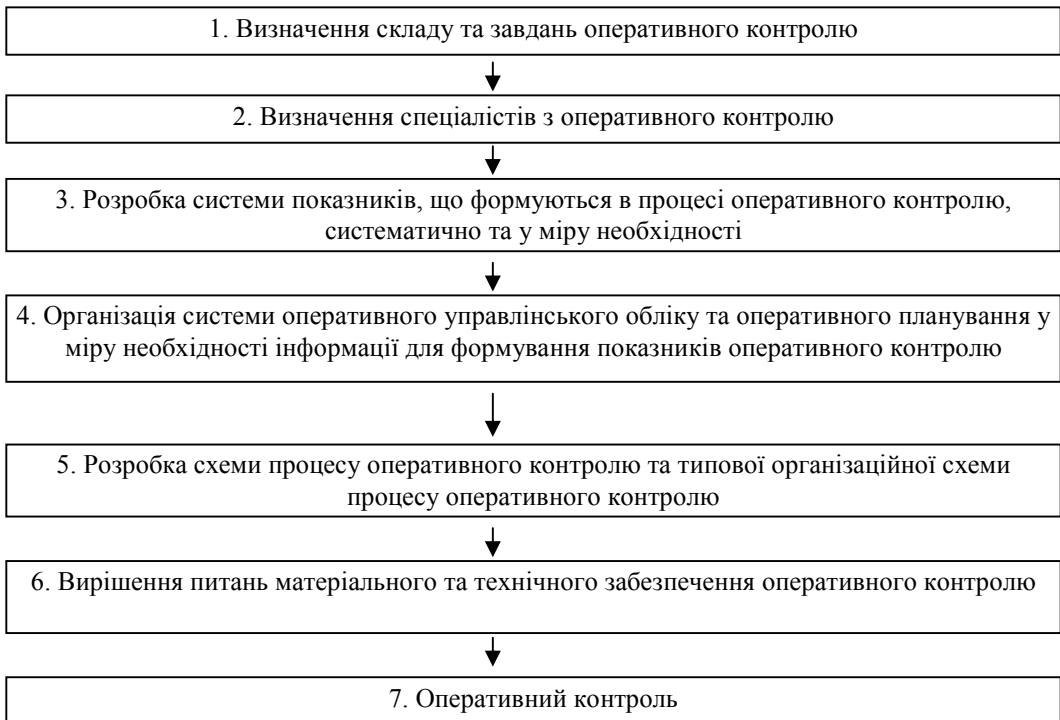 1. Визначення складу та завдань оперативного контролю
2. Визначення спеціалістів з оперативного контролю
3. Розробка системи показників, що формуються в процесі оперативного контролю,
систематично та у міру необхідності
4. Організація системи оперативного управлінського обліку та оперативного планування у
міру необхідності інформації для формування показників оперативного контролю
5. Розробка схеми процесу оперативного контролю та типової організаційної схеми
процесу оперативного контролю
6. Вирішення питань матеріального та технічного забезпечення оперативного контролю
7. Оперативний контроль